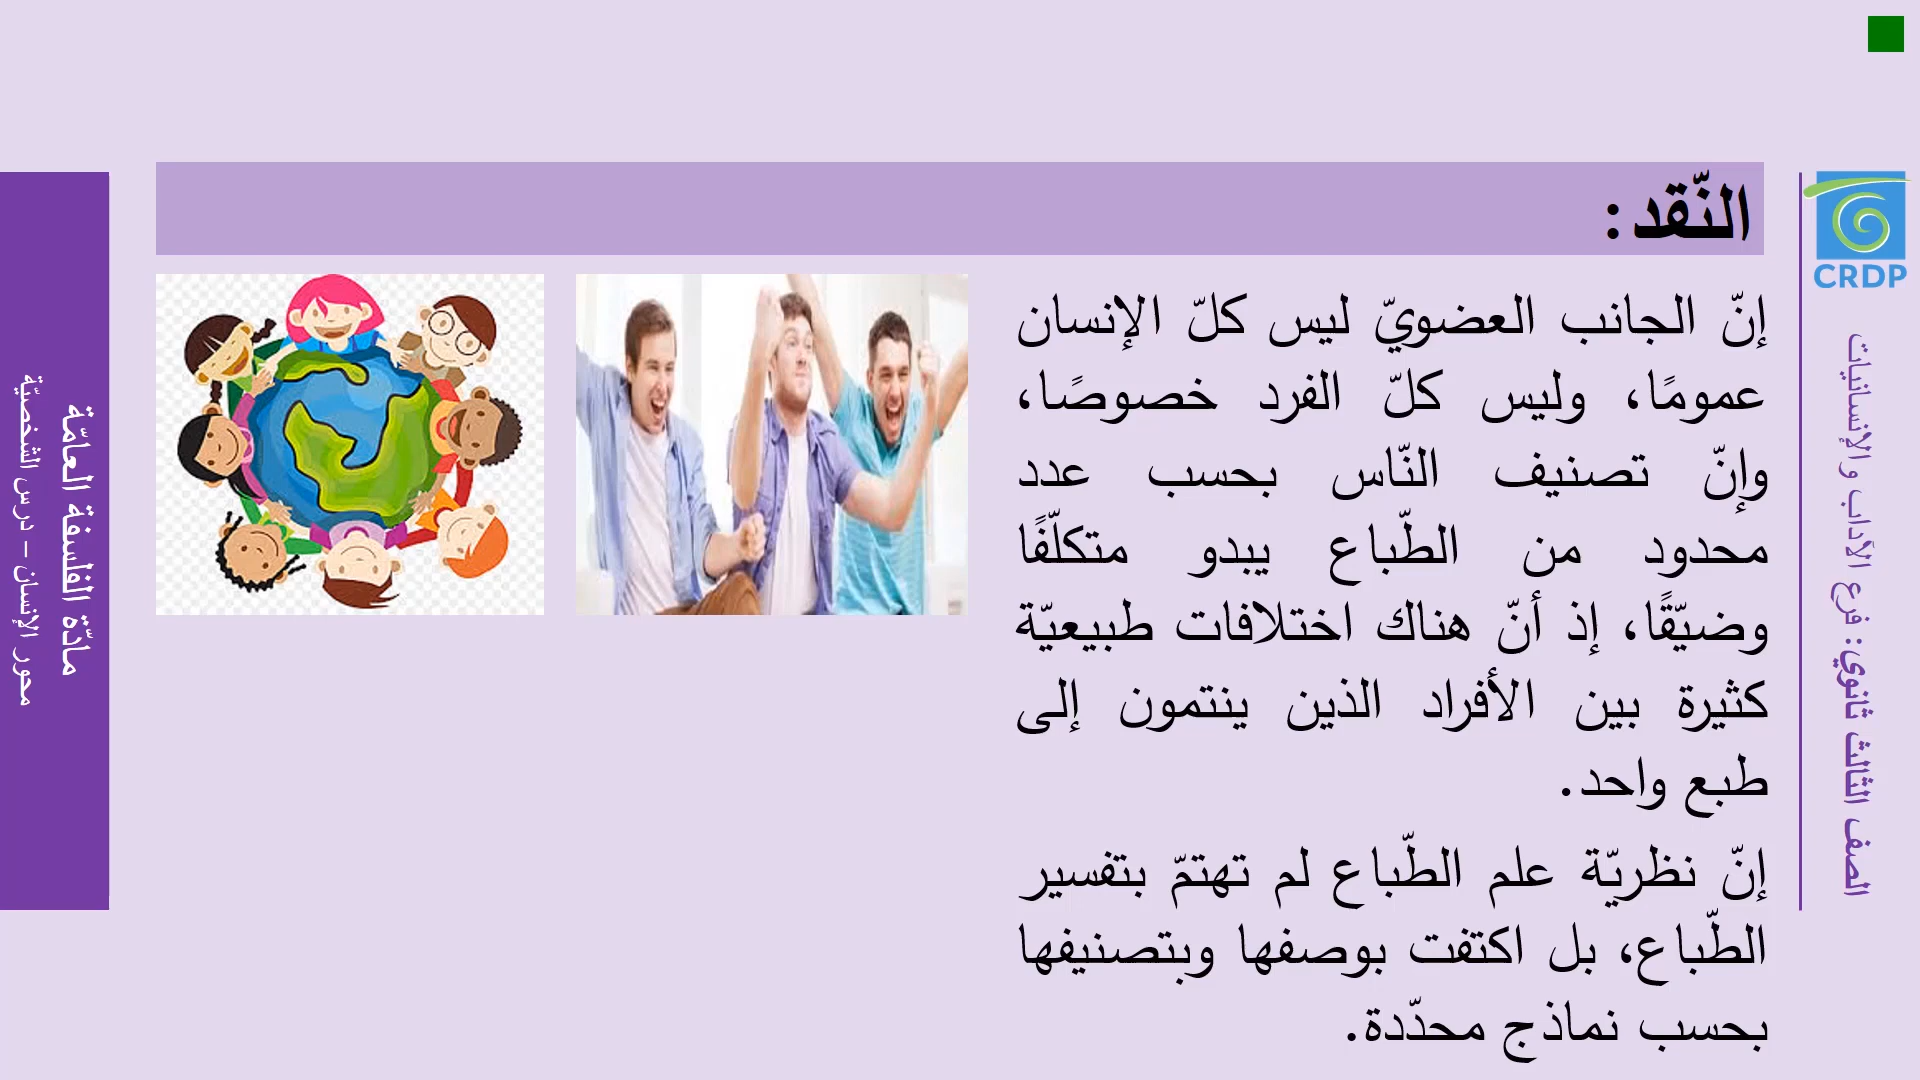 النّقد:
إنّ الجانب العضويّ ليس كلّ الإنسان
عمومًا، وليس كلّ الفرد خصوصًا،
وإنّ تصنيف النّاس بحسب عدد
محدود من الطّباع يبدو متكلّفًا
وضيّقًا، إذ أنّ هناك اختلافات طبيعيّة
كثيرة بين الأفراد الذين ينتمون إلى
طبع واحد.
إنّ نظريّة علم الطّباع لم تهتمّ بتفسير
الطّباع، بل اكتفت بوصفها وبتصنيفها
بحسب نماذج محدّدة.
CRDP
الصف الثالث ثانوي: فرع الآداب والإنسانيات
مادّة الفلسفة العامّة
محور الإنسان – درس الشخصيّة